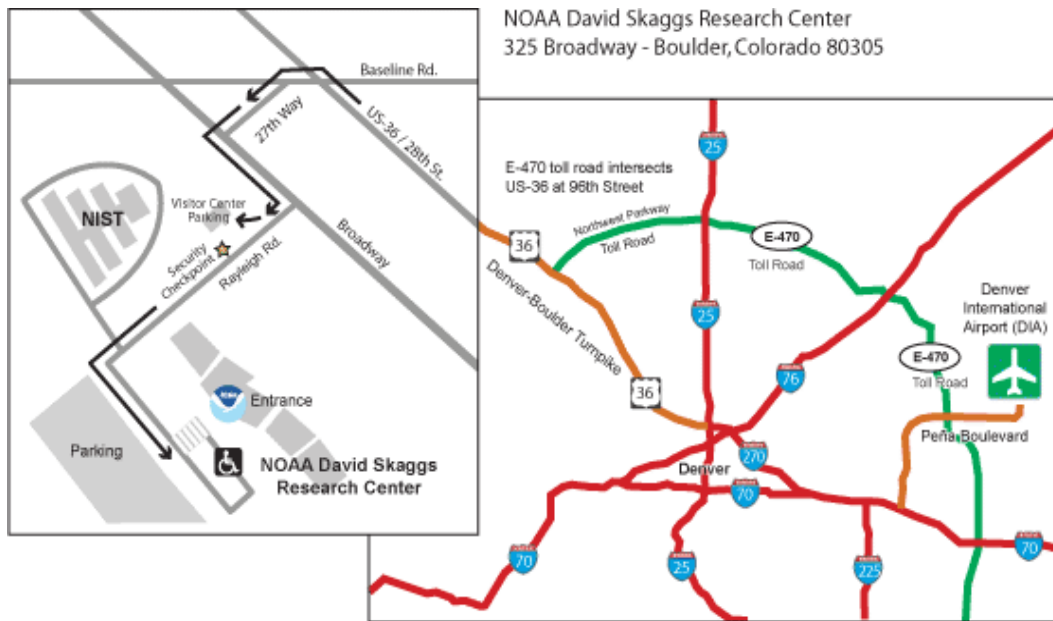 NOAA David Skaggs Research Center
325 Broadway - Boulder, Colorado 80305
Baseline Rd.
27th Way
US-36 / 28th St.
NIST
Visitor Center
Parking
Broadway
Security
Checkpoint
Rayleigh Rd.
Entrance
Parking
NOAA David Skaggs
Research Center
25
E-470 toll road intersects
US-36 at 96th Street
Northwest Parkway
Toll Road
36
E-470
Toll Road
Denver-Boulder Turnpike
25
Denver
International
Airport (DIA)
E-470
Toll Road
76
36
Peña Boulevard
270
Denver
70
70
25
225
70